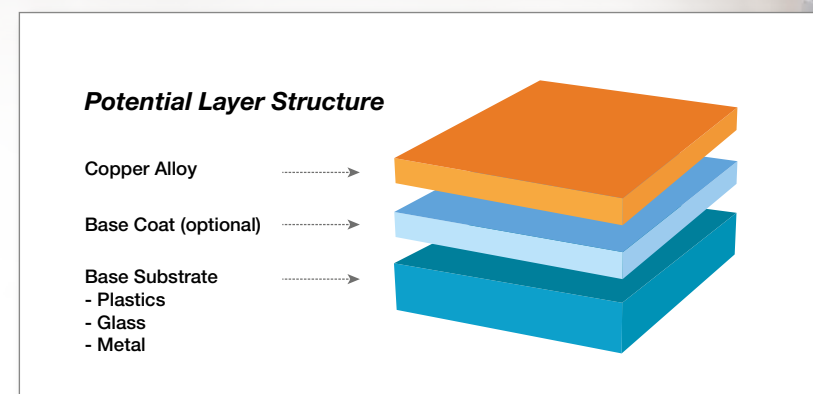 Potential Layer Structure
Copper Alloy
Base Coat (optional)
Base Substrate
- Plastics
- Glass
- Metal